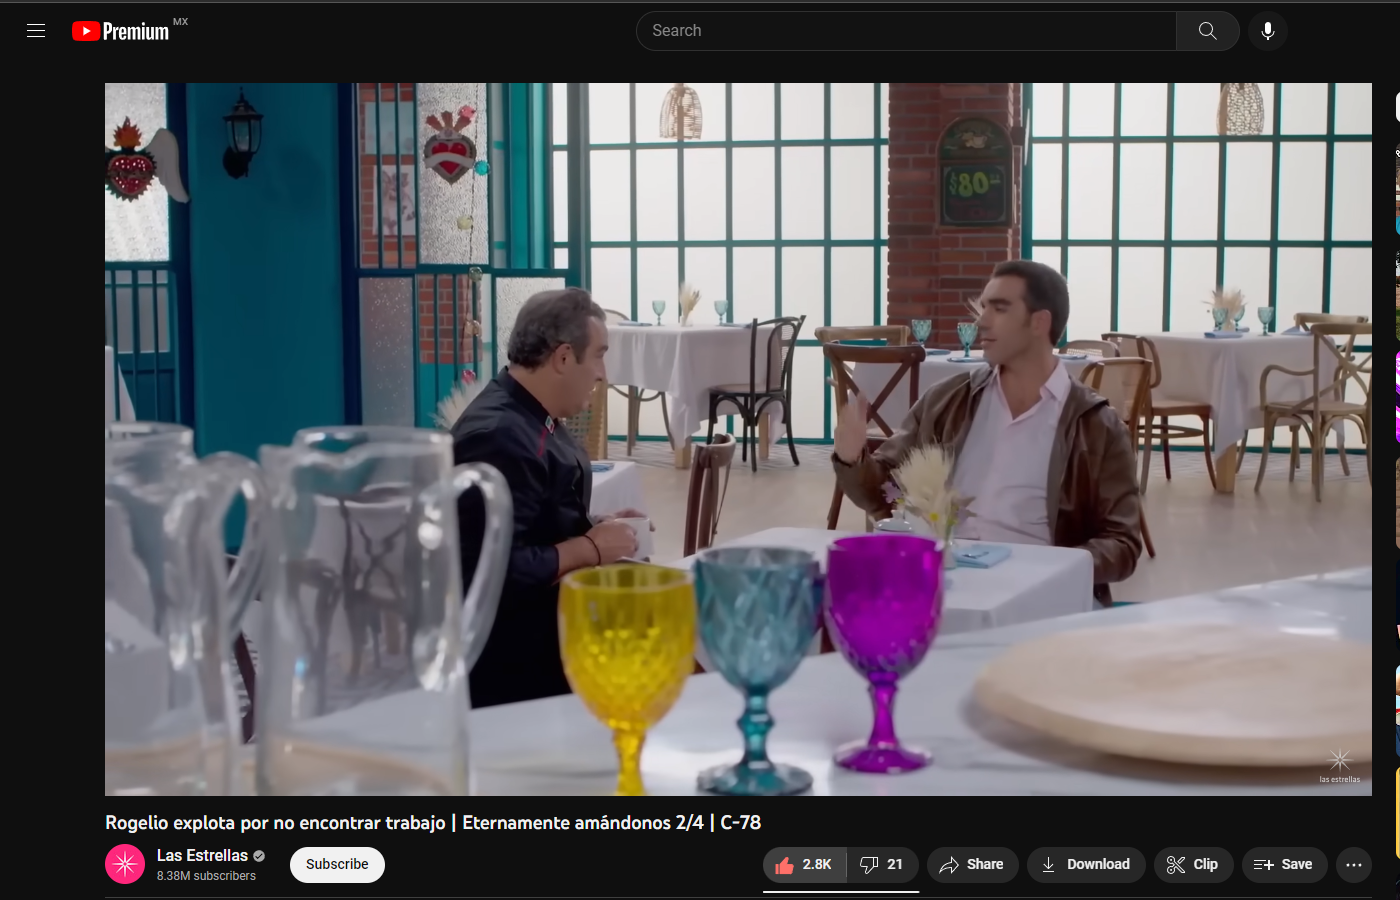 Premium MX
Search
$80
las estrellas
Rogelio explota por no encontrar trabajo | Eternamente amándonos 2/4 | C-78
Las Estrellas
8.38M subscribers
Subscribe
2.8K
21
Share
Download
Clip
Save